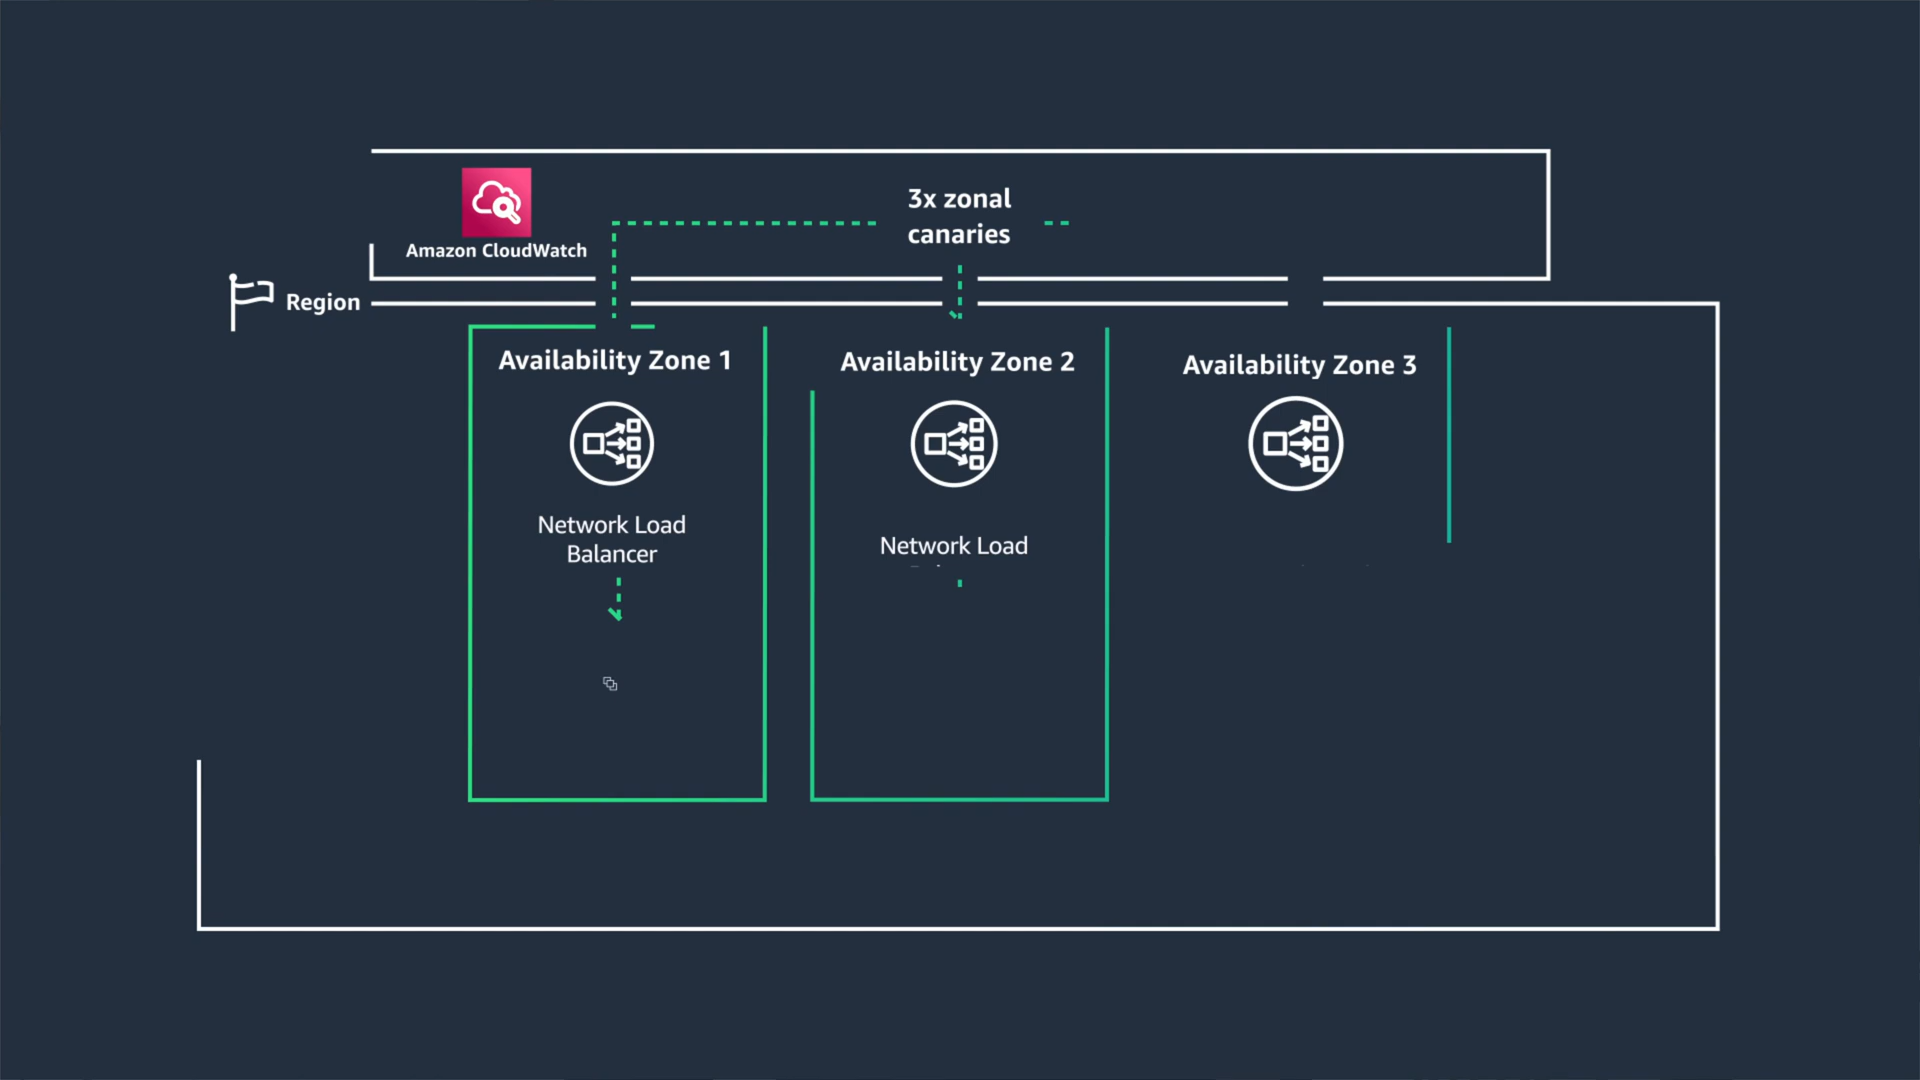 3x zonal
canaries
Amazon CloudWatch
Region
Availability Zone 1
Availability Zone 2
Availability Zone 3
Network Load
Balancer
Network Load